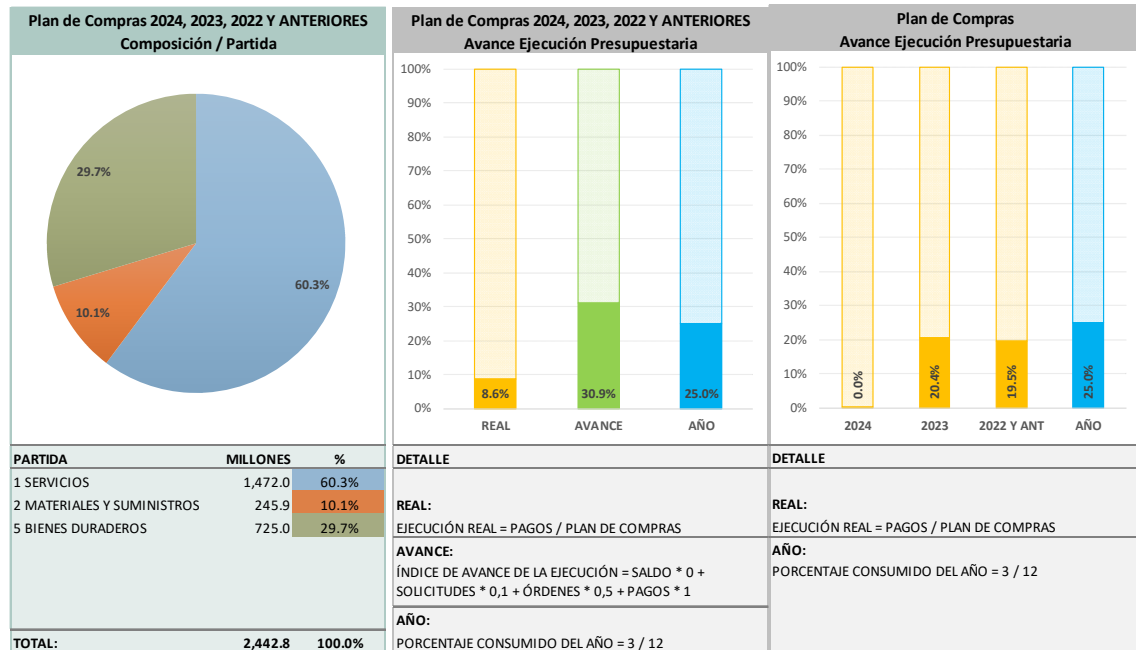 Plan de Compras 2024, 2023, 2022 Y ANTERIORES
Composición / Partida
29.7%
60.3%
10.1%
PARTIDA MILLONES %
1 SERVICIOS 1,472.0 60.3%
2 MATERIALES Y SUMINISTROS 245.9 10.1%
5 BIENES DURADEROS 725.0 29.7%
TOTAL: 2,442.8 100.0%
Plan de Compras 2024, 2023, 2022 Y ANTERIORES
Avance Ejecución Presupuestaria
100%
90%
80%
70%
60%
50%
40%
30%
20%
10%
0%
8.6% 30.9% 25.0%
REAL AVANCE AÑO
DETALLE
REAL:
EJECUCIÓN REAL = PAGOS / PLAN DE COMPRAS
AVANCE:
ÍNDICE DE AVANCE DE LA EJECUCIÓN = SALDO * 0 +
SOLICITUDES * 0,1 + ÓRDENES * 0,5 + PAGOS * 1
AÑO:
PORCENTAJE CONSUMIDO DEL AÑO = 3 / 12
Plan de Compras
Avance Ejecución Presupuestaria
100%
90%
80%
70%
60%
50%
40%
30%
20%
10%
0%
0.0% 20.4% 19.5% 25.0%
2024 2023 2022 Y ANT AÑO
DETALLE
REAL:
EJECUCIÓN REAL = PAGOS / PLAN DE COMPRAS
AÑO:
PORCENTAJE CONSUMIDO DEL AÑO = 3 / 12